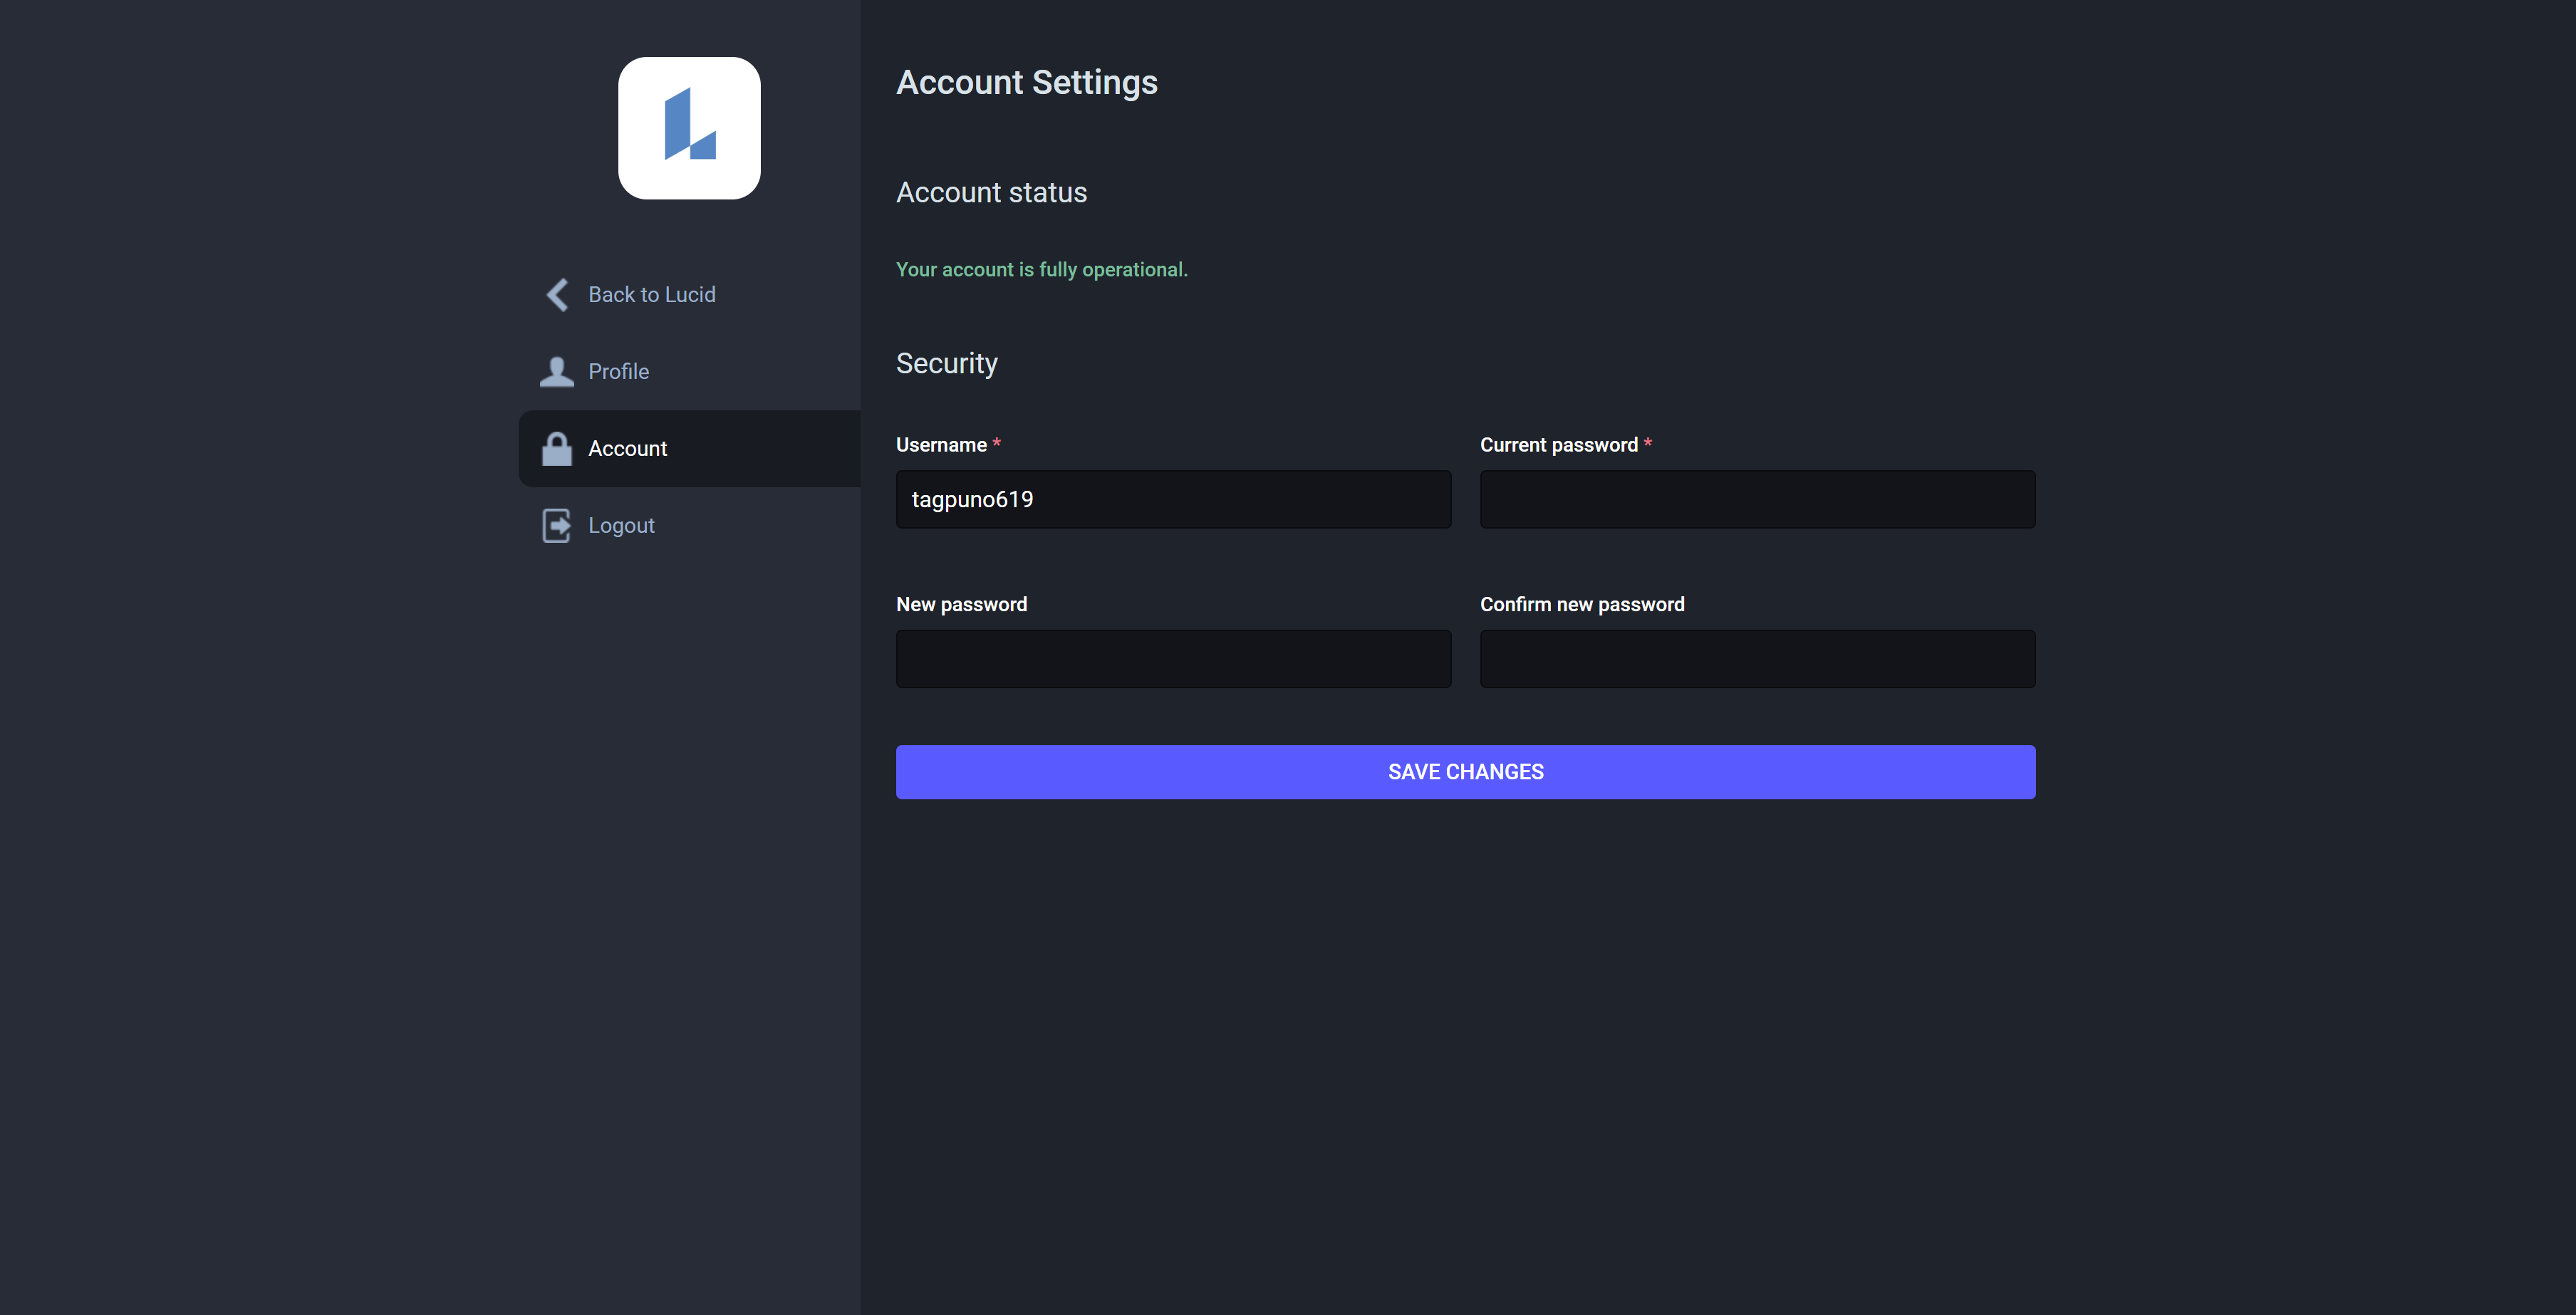 Back to Lucid
Profile
Account
Logout
Account Settings
Account status
Your account is fully operational.
Security
Username *
tagpuno619
Current password *
New password
Confirm new password
SAVE CHANGES